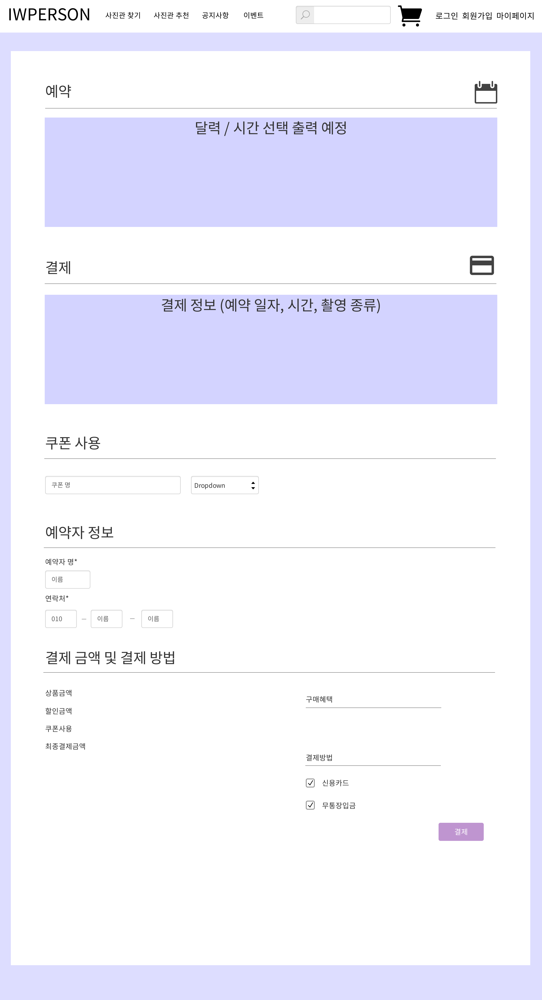 IWPERSON 사진관 찾기 사진관 추천 공지사항 이벤트 로그인 회원가입 마이페이지
예약
달력 / 시간 선택 출력 예정
결제
결제 정보 (예약 일자, 시간, 촬영 종류)
쿠폰 사용
쿠폰 명 Dropdown
예약자 정보
예약자 명*
이름
연락처*
010 – 이름 – 이름
결제 금액 및 결제 방법
상품금액
할인금액
쿠폰사용
최종결제금액
구매혜택
결제방법
신용카드
무통장입금
결제